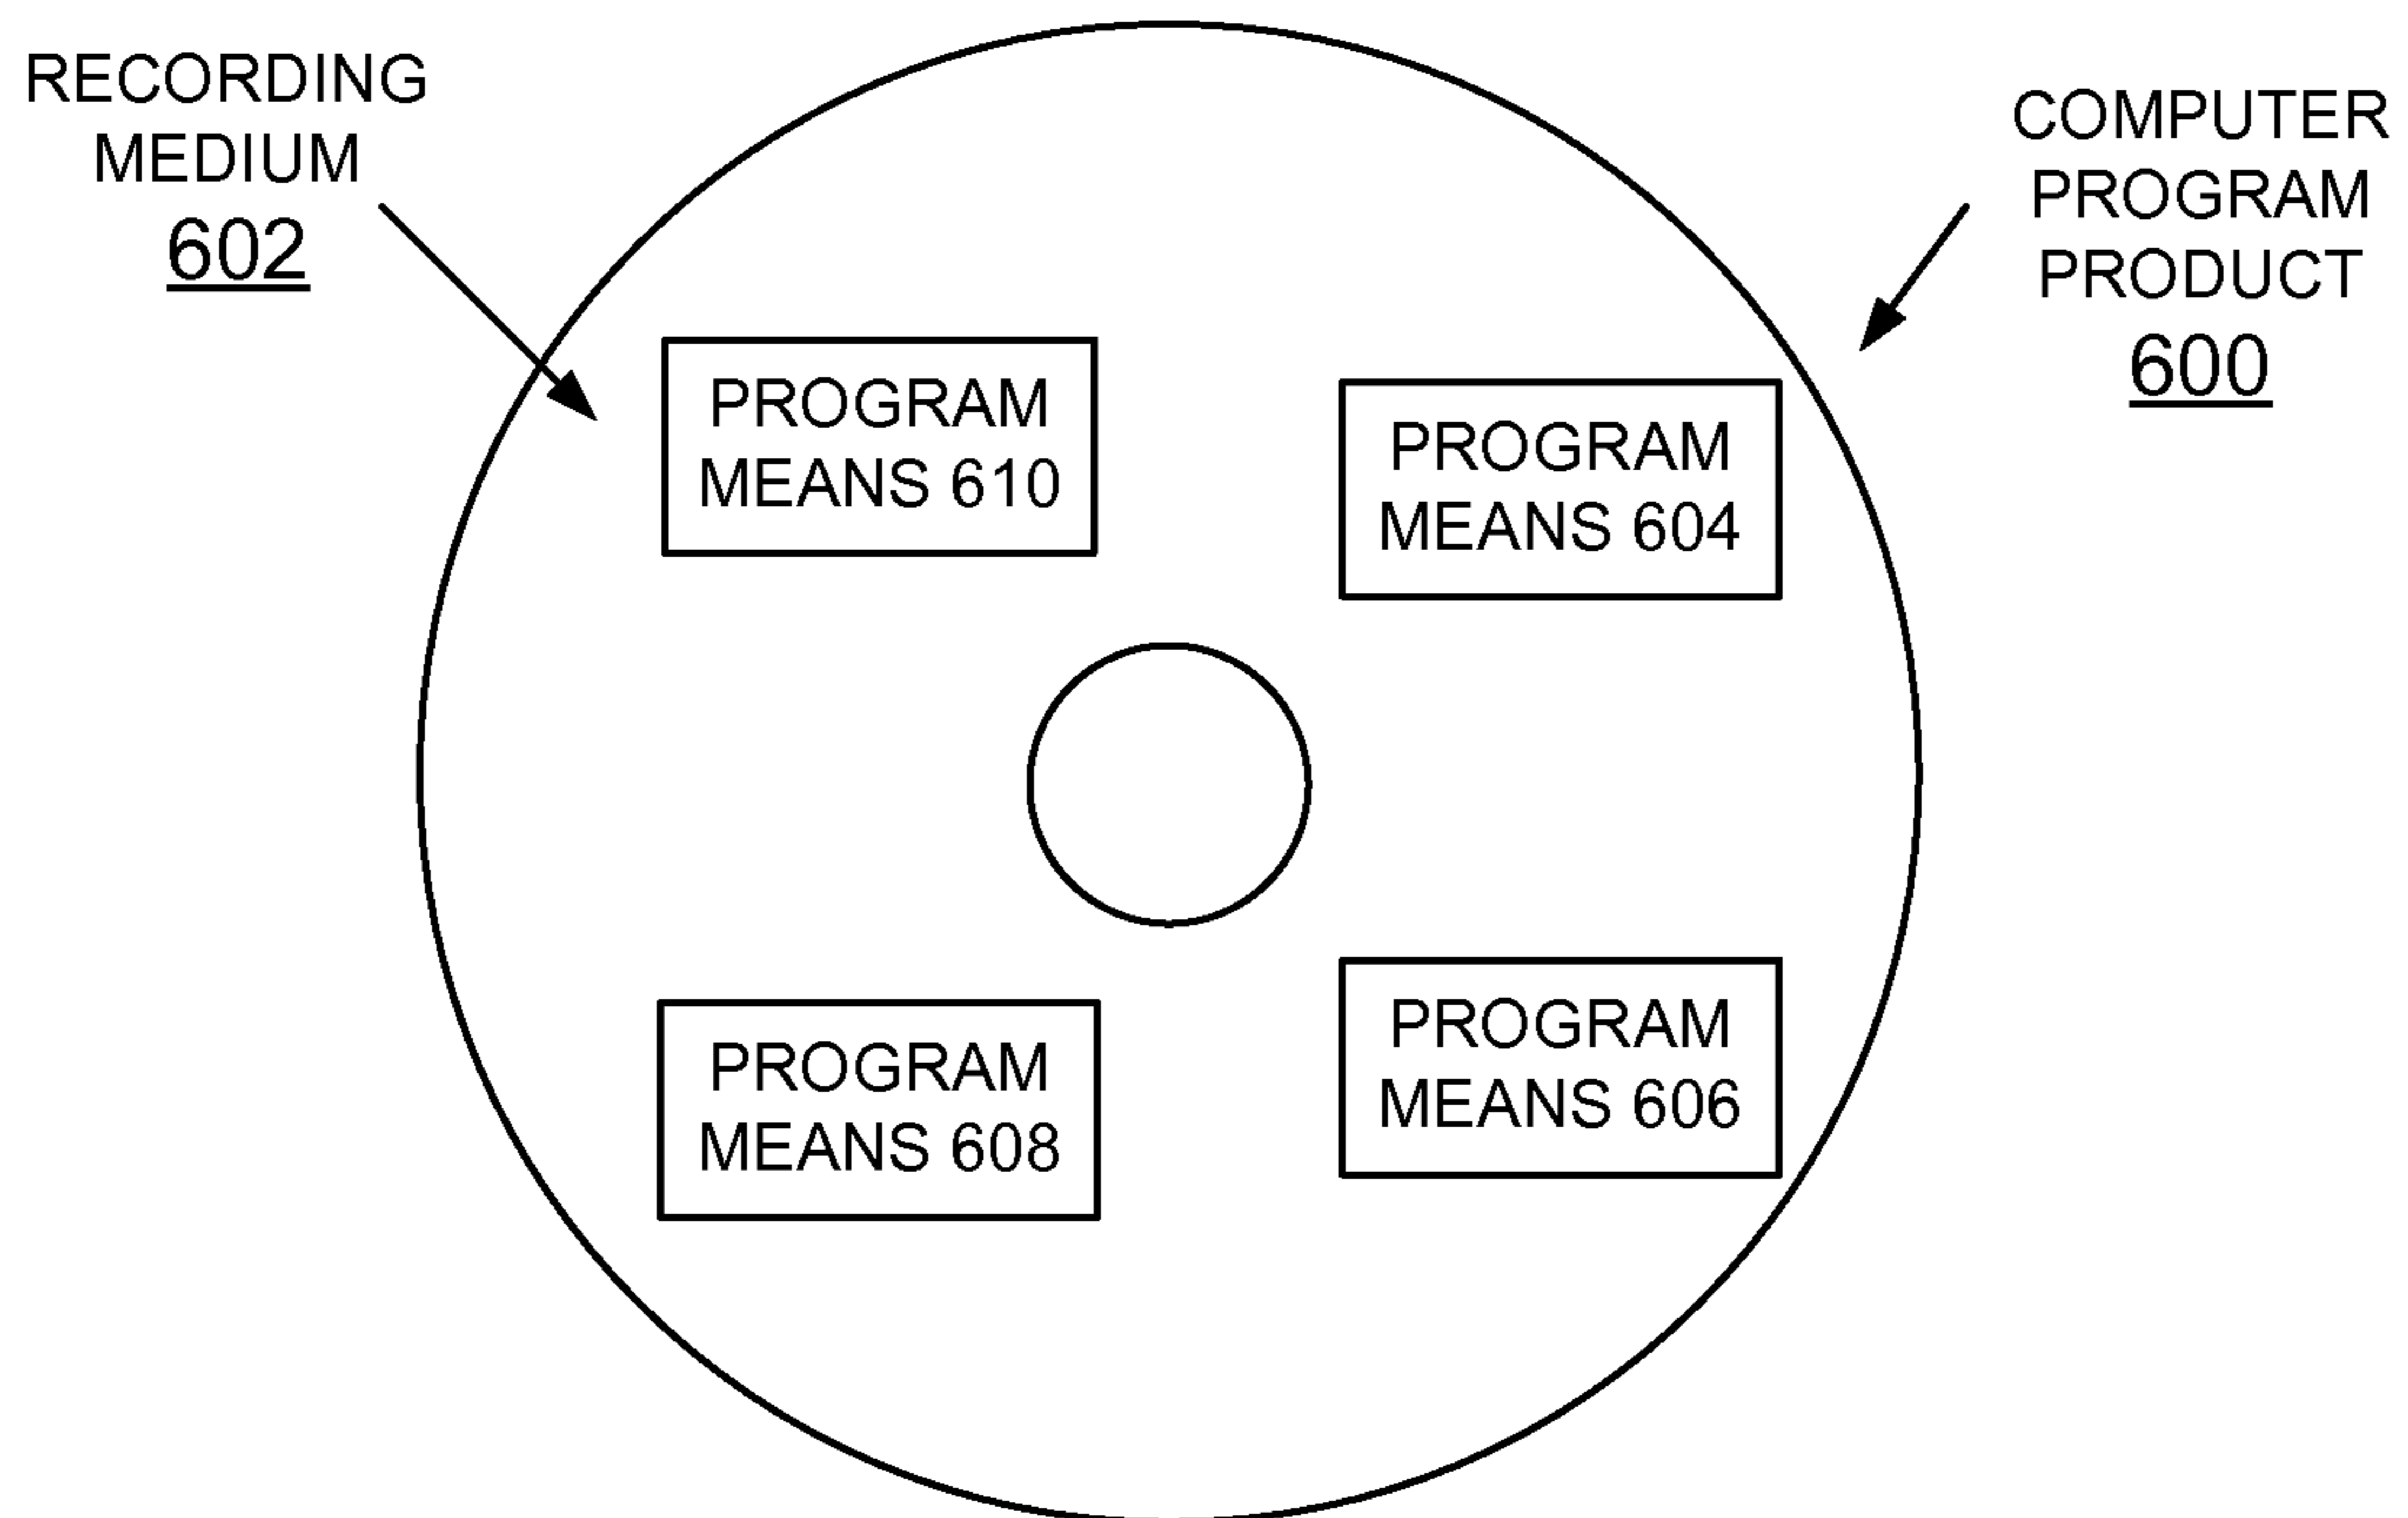 RECORDING
MEDIUM
602
COMPUTER
PROGRAM
PRODUCT
600
PROGRAM
MEANS 610
PROGRAM
MEANS 604
PROGRAM
MEANS 608
PROGRAM
MEANS 606